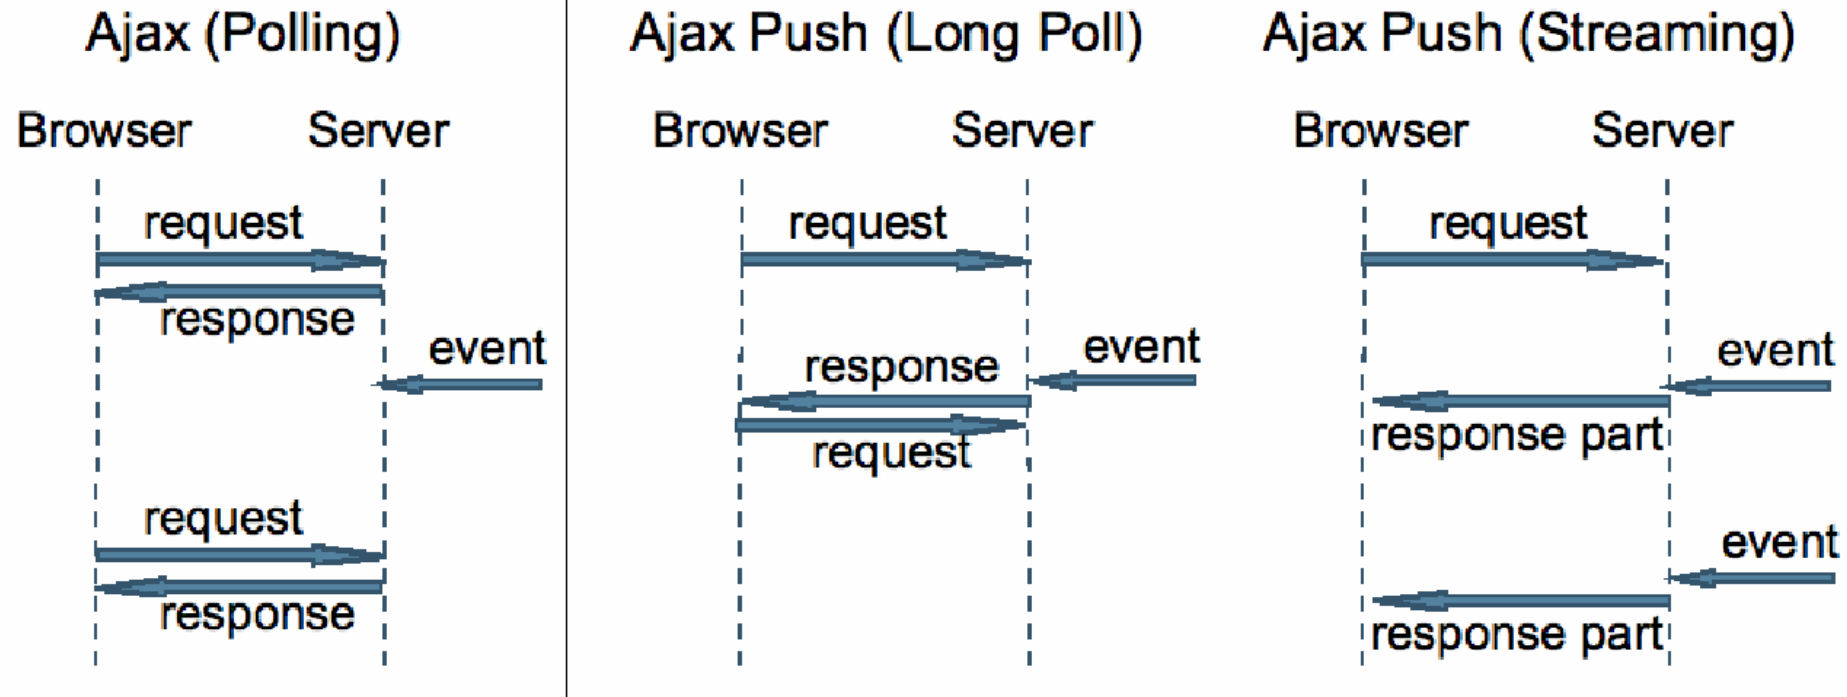 Ajax (Polling)
Browser Server
request
response
event
request
response
Ajax Push (Long Poll)
Browser Server
request
event
response
request
Ajax Push (Streaming)
Browser Server
request
event
response part
event
response part